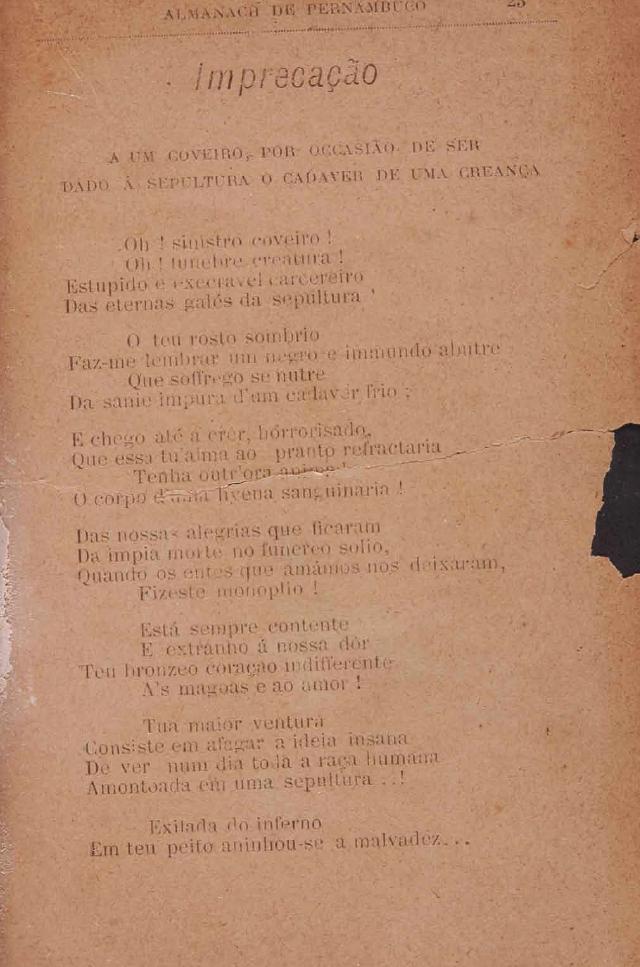 ALMANACH DE PERNAMBUCO 25
Imprecação
A UM COVEIRO, POR OCCASIÃO DE SER
DADO Á SEPULTURA O CADAVER DE UMA CREANÇA
Oh ! sinistro coveiro !
Oh ! funebre creatura !
Estupido e execravel carcereiro
Das eternas galés da sepultura
O teu rosto sombrio
Faz-me lembrar um negro e immundo abutre
Que soffrego se nutre
Da sanie impura d'um cadaver frio ;
E chego até a crêr, hórrorisado,
Que essa tu'alma ao pranto refractaria
Tenha outr'ora
O corpo d'uma hyena sanguinaria !
Das nossas alegrias que ficaram
Da impia morte no funereo solio,
Quando os entes que amámos nos deixaram,
Fizeste monoplio !
Está sempre contente
E extranho á nossa dôr
Teu bronzeo coração indifferente
A's magoas e ao amor !
Tua maior ventura
Consiste em afagar a ideia insana
De ver num dia toda a raça humana
Amontoada em uma sepultura ..!
Exilada do inferno
Em teu peito aninhou-se a malvadez...